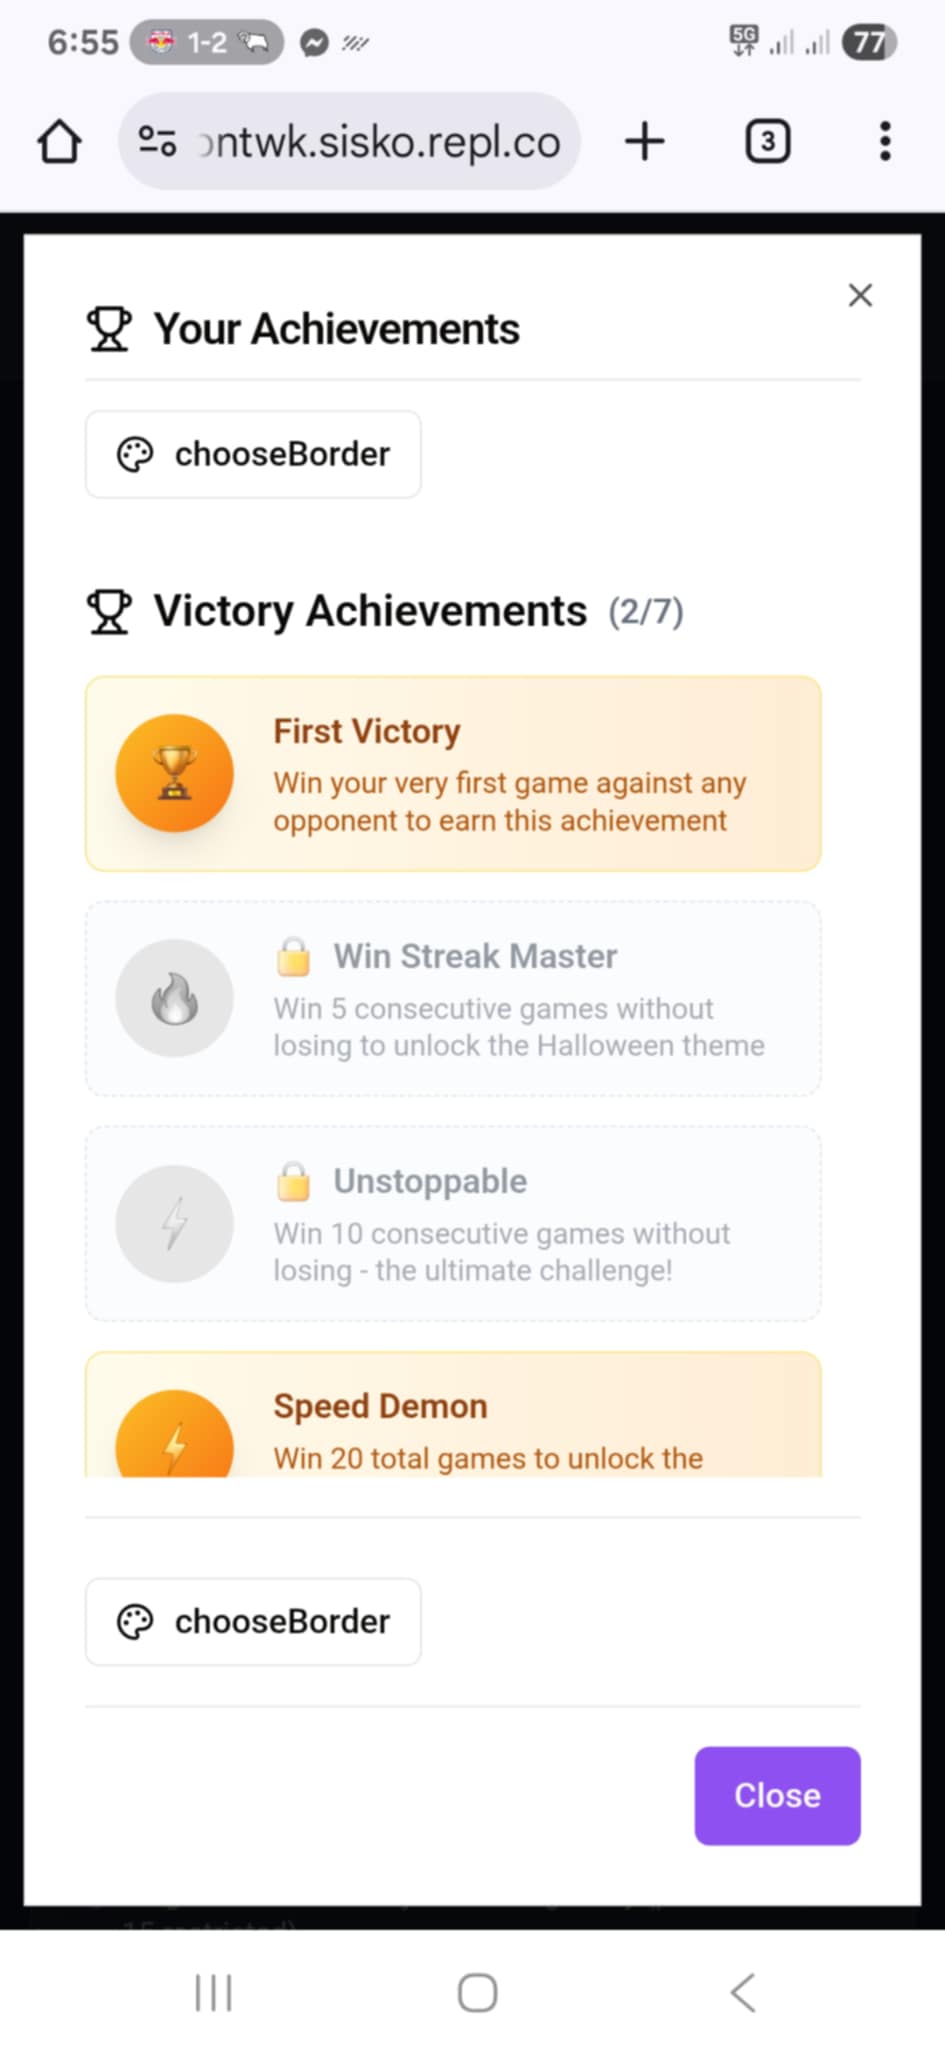 6:55
1-2
5G
77
ontwk.sisko.repl.co
3
Your Achievements
chooseBorder
Victory Achievements (2/7)
First Victory
Win your very first game against any
opponent to earn this achievement
Win Streak Master
Win 5 consecutive games without
losing to unlock the Halloween theme
Unstoppable
Win 10 consecutive games without
losing - the ultimate challenge!
Speed Demon
Win 20 total games to unlock the
chooseBorder
Close